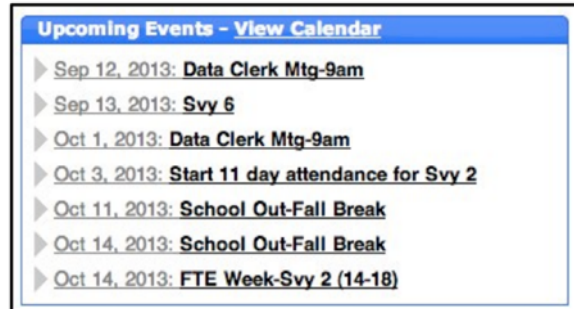 Upcoming Events - View Calendar
Sep 12, 2013: Data Clerk Mtg-9am
Sep 13, 2013: Svy 6
Oct 1, 2013: Data Clerk Mtg-9am
Oct 3, 2013: Start 11 day attendance for Svy 2
Oct 11, 2013: School Out-Fall Break
Oct 14, 2013: School Out-Fall Break
Oct 14, 2013: FTE Week-Svy 2 (14-18)